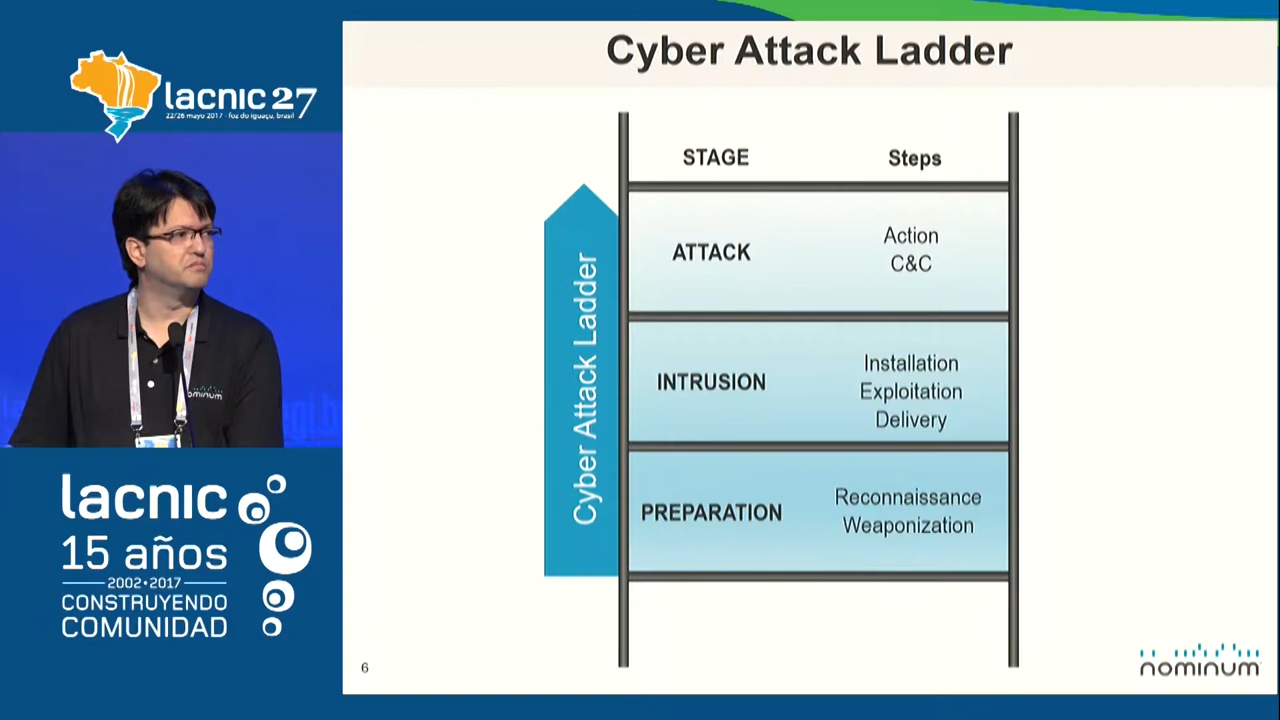 lacnic 27
22/26 mayo 2017 - foz do iguaçu, brasil
nominum
lacnic
15 años
2002•2017
CONSTRUYENDO
COMUNIDAD
Cyber Attack Ladder
STAGE Steps
ATTACK
Action
C&C
INTRUSION
Installation
Exploitation
Delivery
PREPARATION
Reconnaissance
Weaponization
Cyber Attack Ladder
6
nominum